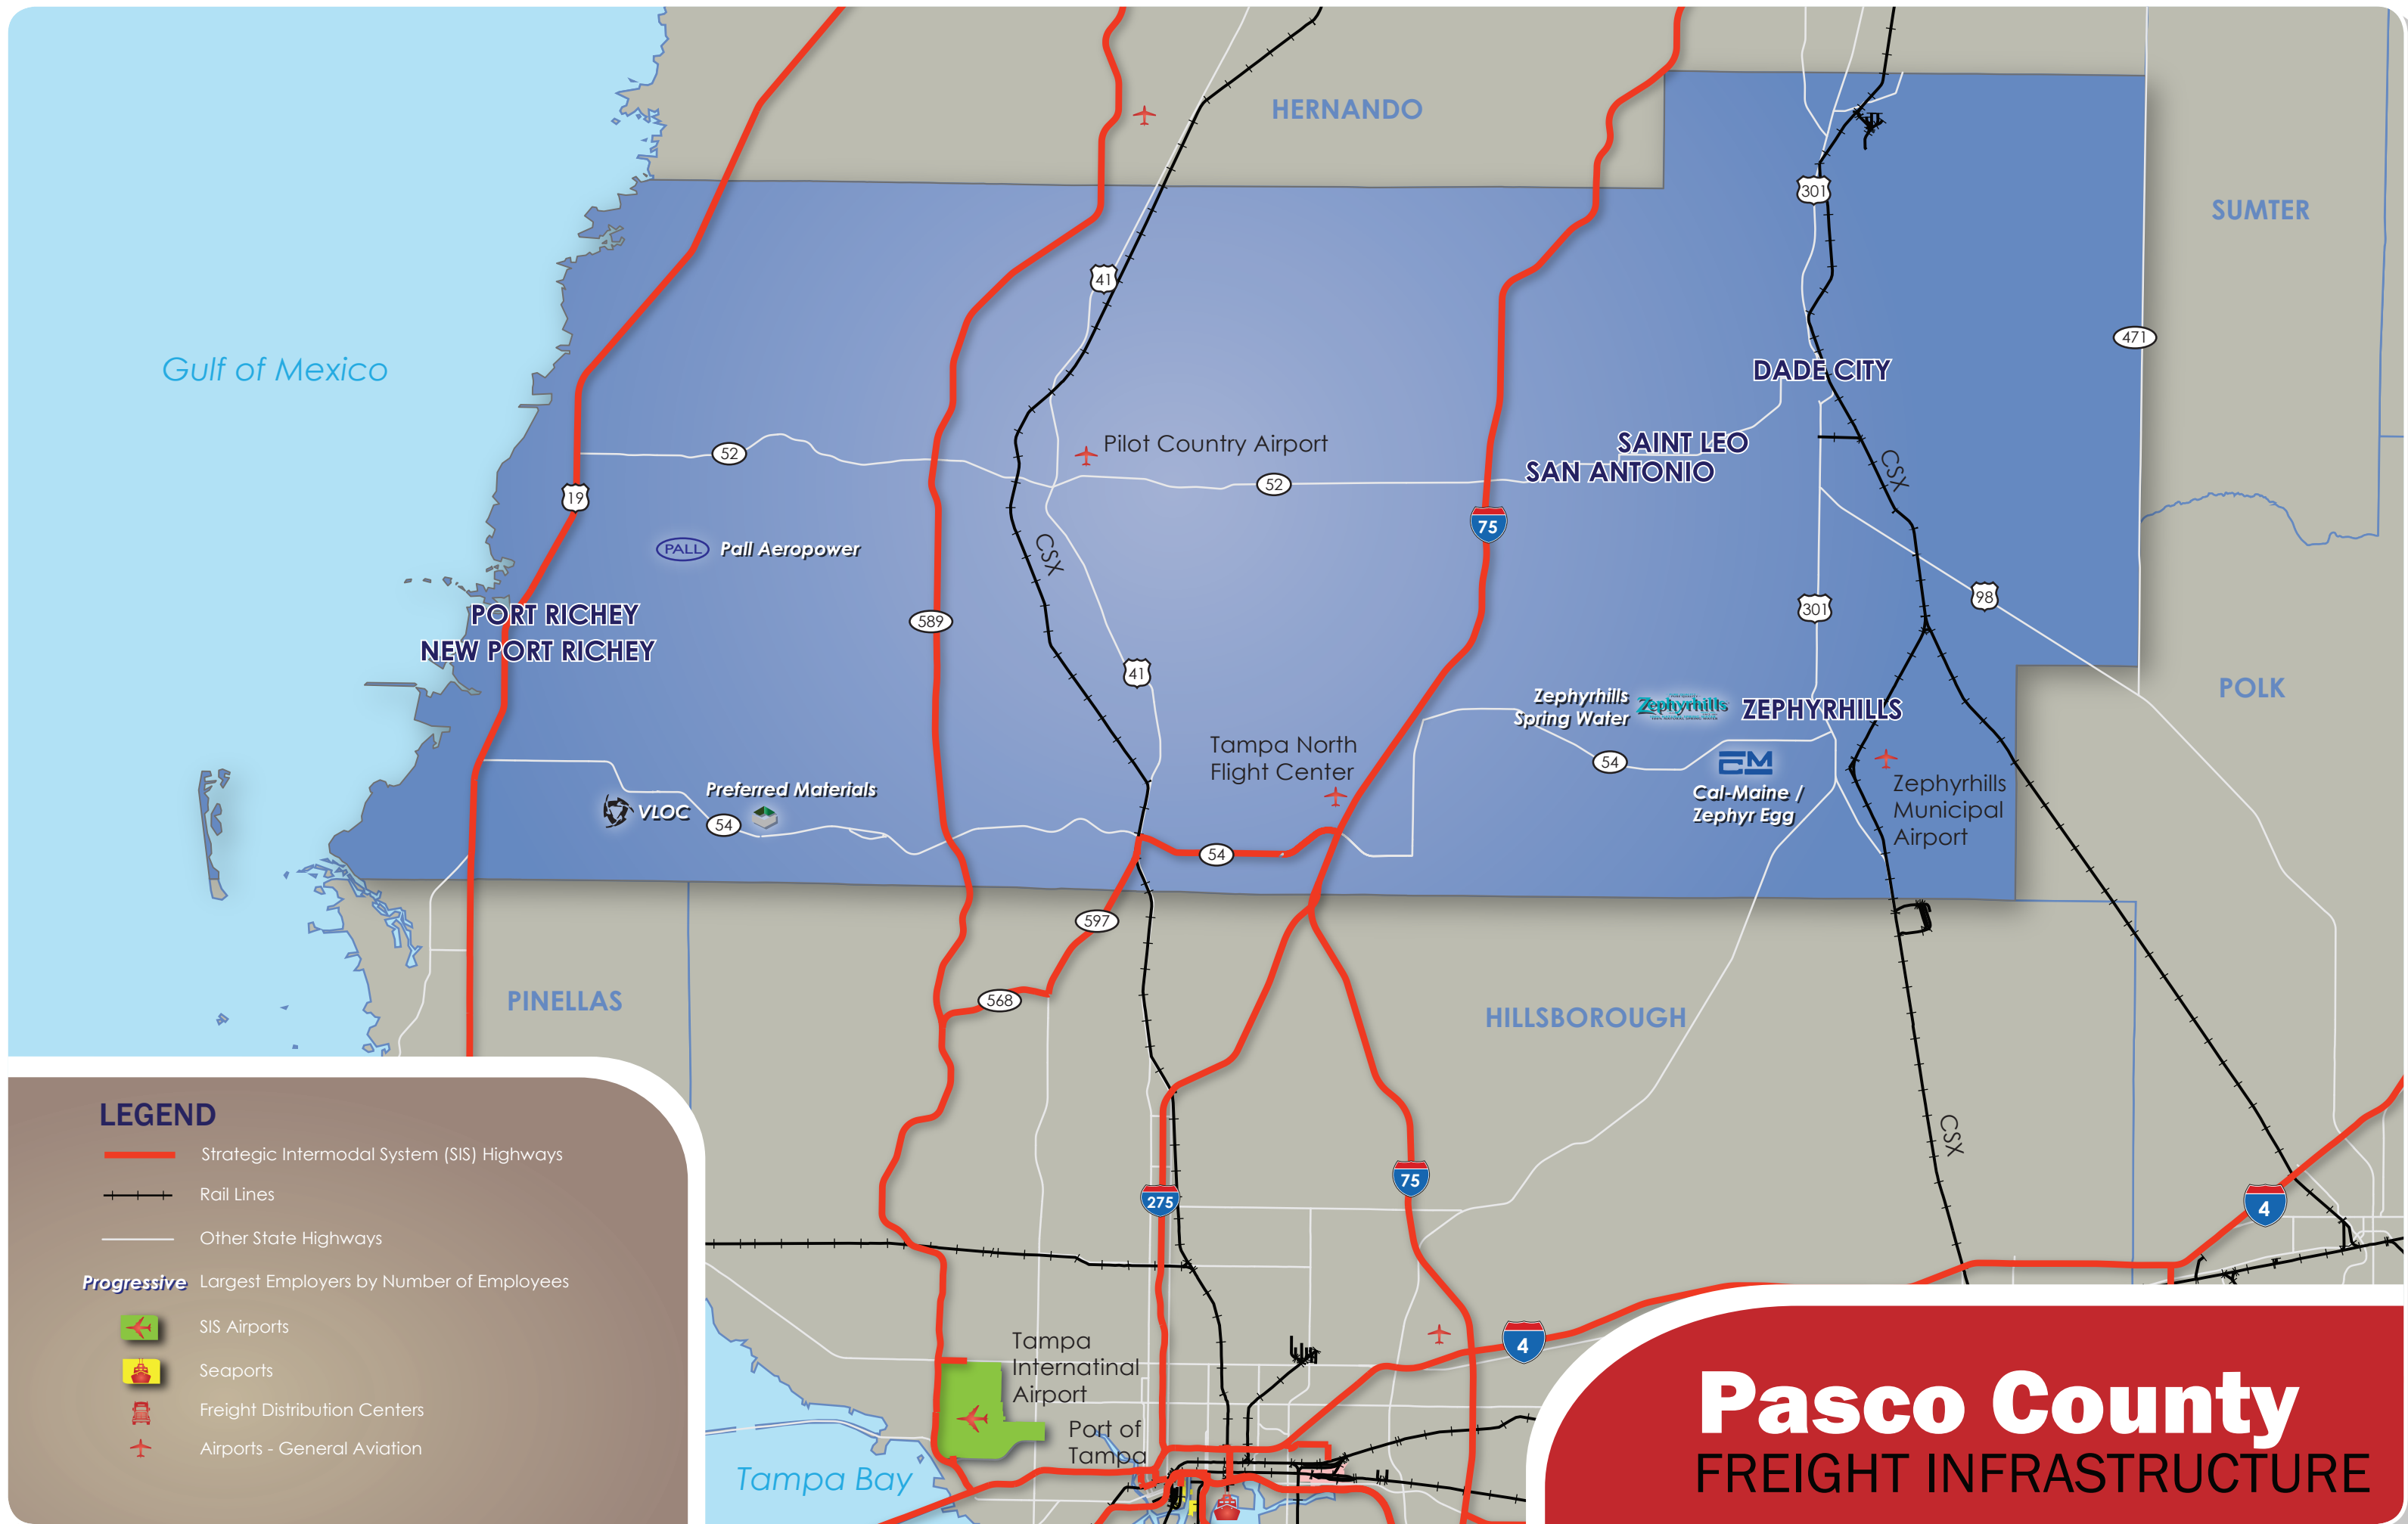 HERNANDO
SUMTER
301
41
Gulf of Mexico
471
DADE CITY
Pilot Country Airport
SAINT LEO
SAN ANTONIO
52
52
CSX
19
75
CSX
PALL
Pall Aeropower
98
PORT RICHEY
NEW PORT RICHEY
589
301
41
POLK
Zephyrhills
Spring Water
Zephyrhills
ZEPHYRHILLS
Tampa North
Flight Center
54
EM
Cal-Maine /
Zephyr Egg
Zephyrhills
Municipal
Airport
Preferred Materials
VLOC
54
54
597
568
PINELLAS
HILLSBOROUGH
CSX
75
275
4
4
Tampa
Internatinal
Airport
Port of
Tampa
Tampa Bay
LEGEND
Strategic Intermodal System (SIS) Highways
Rail Lines
Other State Highways
Progressive Largest Employers by Number of Employees
SIS Airports
Seaports
Freight Distribution Centers
Airports - General Aviation
Pasco County
FREIGHT INFRASTRUCTURE